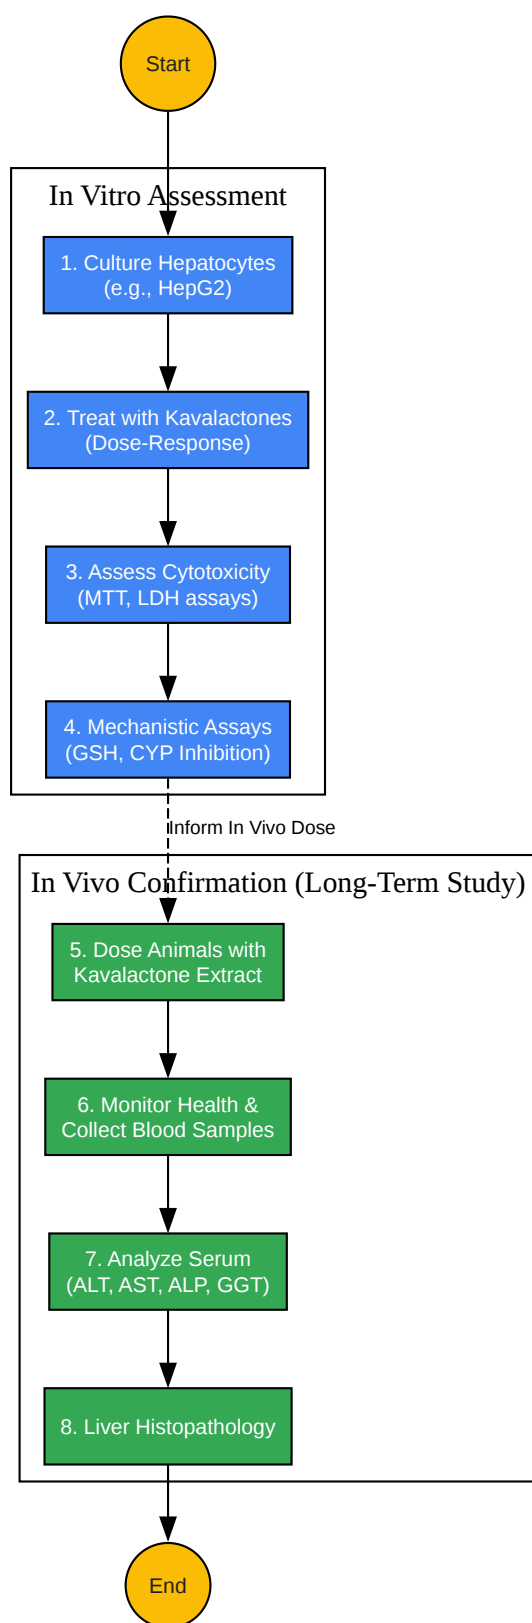 Start
In Vitro Assessment
1. Culture Hepatocytes
(e.g., HepG2)
2. Treat with Kavalactones
(Dose-Response)
3. Assess Cytotoxicity
(MTT, LDH assays)
4. Mechanistic Assays
(GSH, CYP Inhibition)
Inform In Vivo Dose
In Vivo Confirmation (Long-Term Study)
5. Dose Animals with
Kavalactone Extract
6. Monitor Health &
Collect Blood Samples
7. Analyze Serum
(ALT, AST, ALP, GGT)
8. Liver Histopathology
End